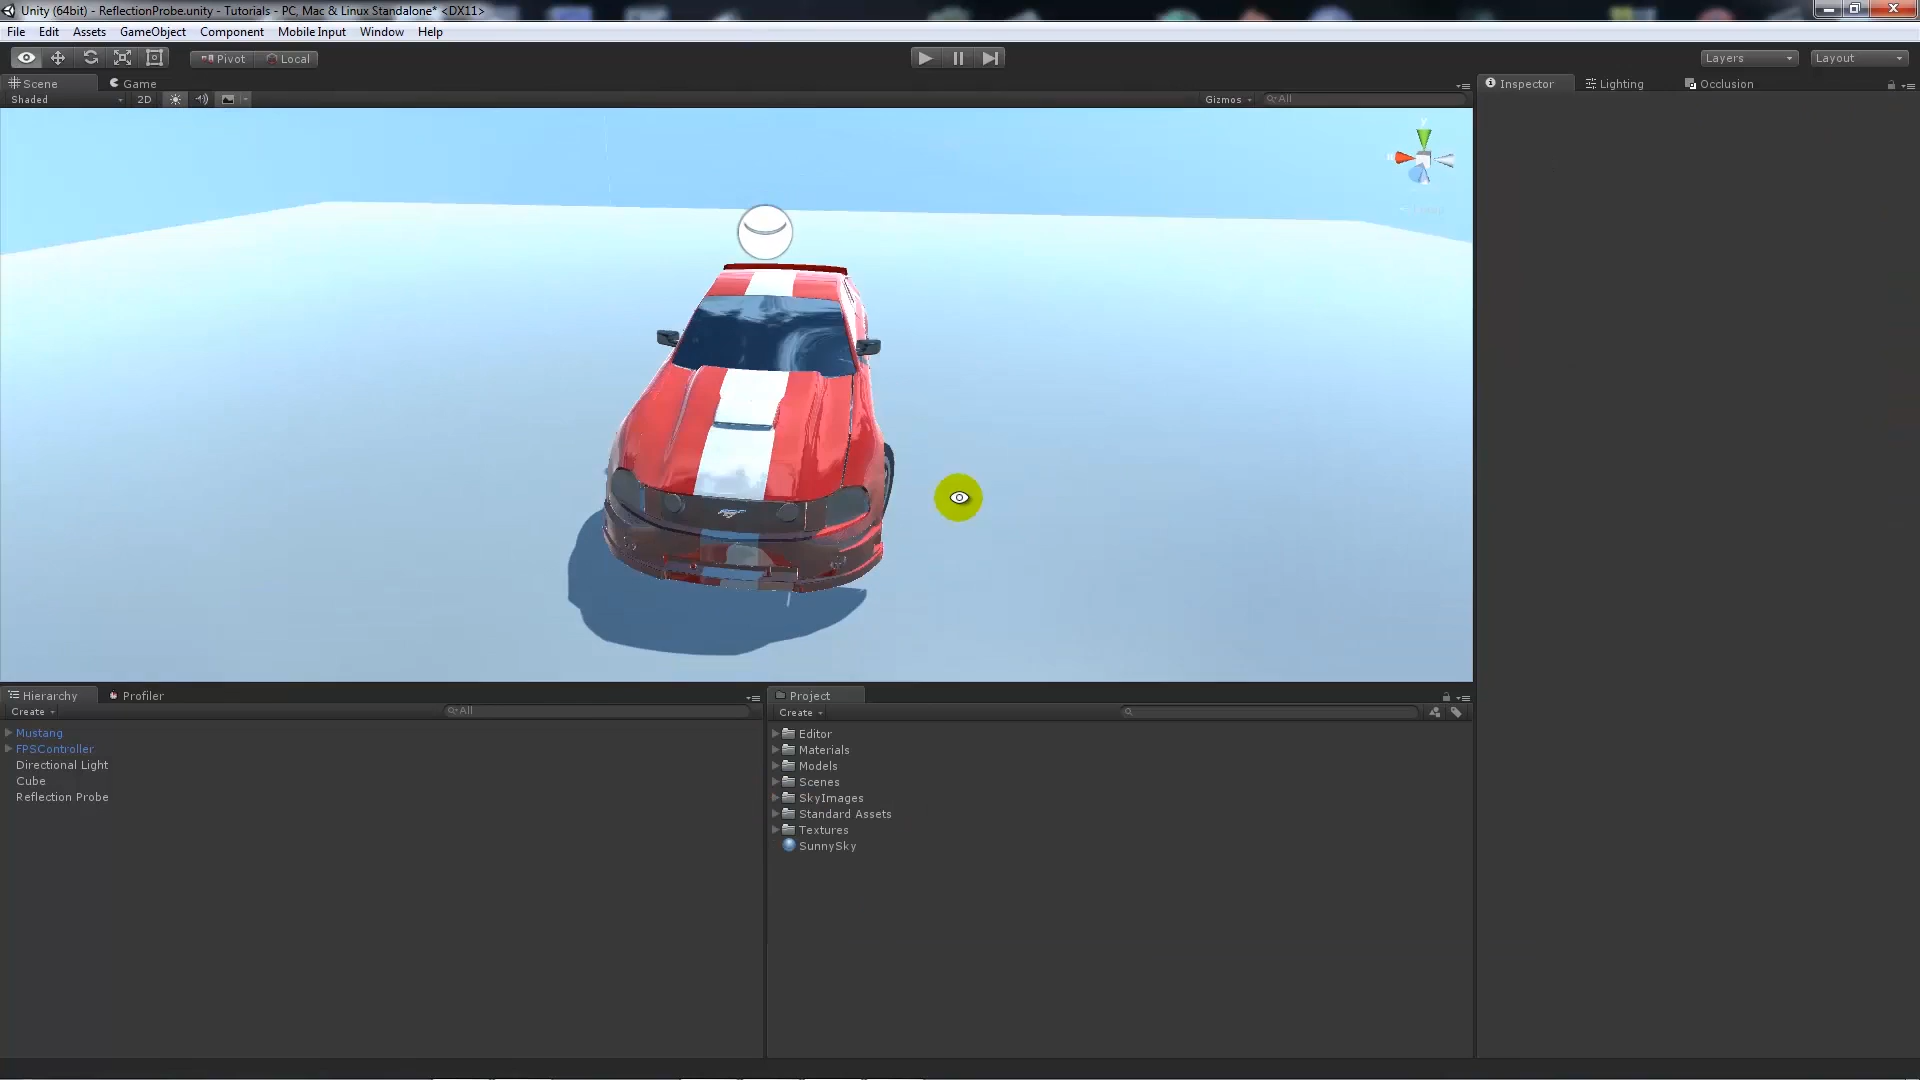 Unity (64bit) - ReflectionProbe.unity - Tutorials - PC, Mac & Linux Standalone* <DX11>
File Edit Assets GameObject Component Mobile Input Window Help
Pivot Local Layers Layout
Scene Game Inspector Lighting Occlusion
Shaded 2D Gizmos All
y
Hierarchy Profiler Project
Create All Create
Mustang
FPSController
Directional Light
Cube
Reflection Probe
Editor
Materials
Models
Scenes
SkyImages
Standard Assets
Textures
SunnySky